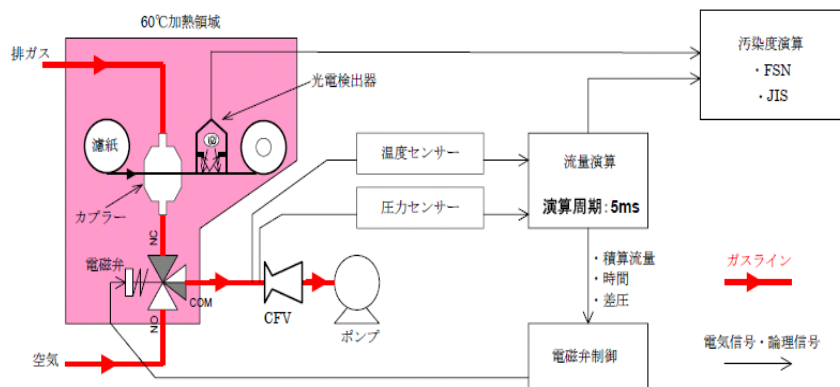 60℃加熱領域
排ガス
光電検出器
汚染度演算
・FSN
・JIS
濾紙
温度センサー
流量演算
演算周期：5ms
カプラー
圧力センサー
NC
電磁弁
COM
NO
CFV
ポンプ
・積算流量
・時間
・差圧
ガスライン
空気
電磁弁制御
電気信号・論理信号